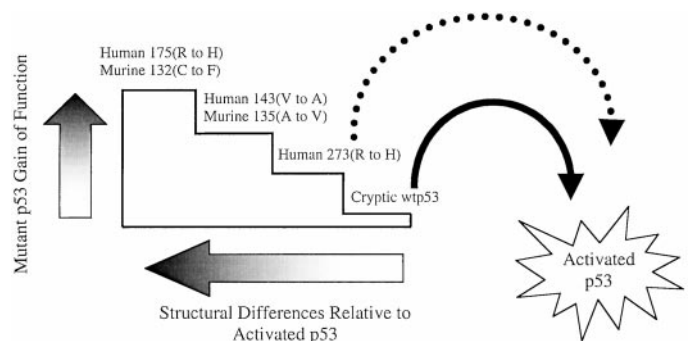 Human 175(R to H)
Murine 132(C to F)
Human 143(V to A)
Murine 135(A to V)
Human 273(R to H)
Cryptic wtp53
Mutant p53 Gain of Function
Activated
p53
Structural Differences Relative to
Activated p53